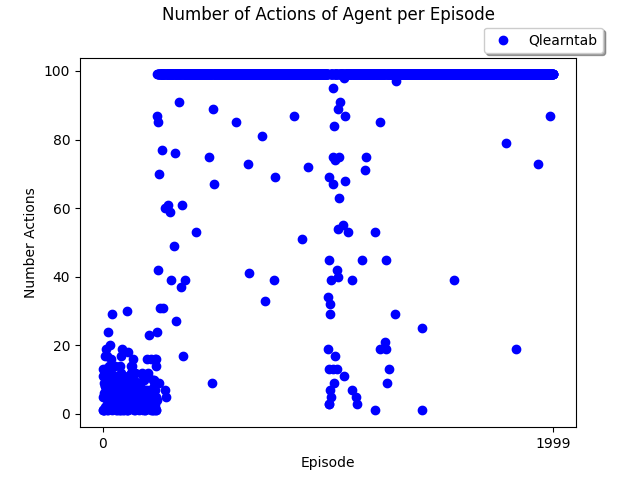 Number of Actions of Agent per Episode
Qlearntab
100
80
60
40
20
0
Number Actions
0
1999
Episode